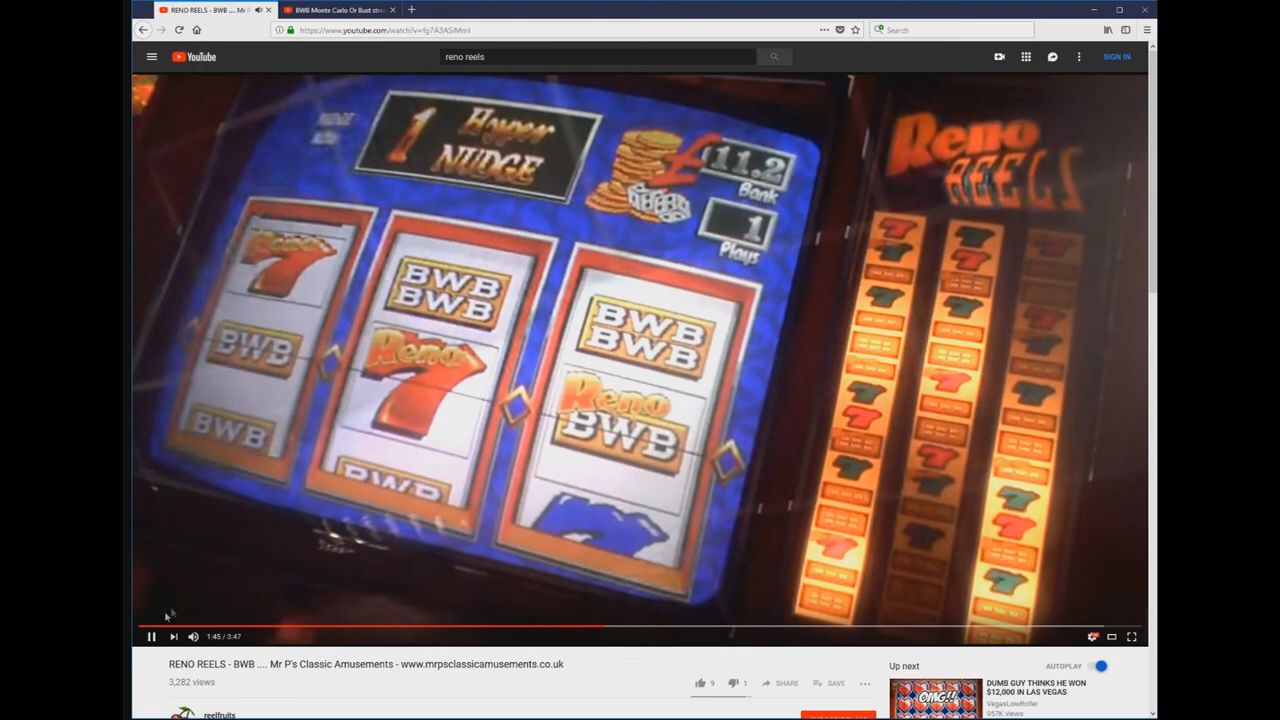 RENO REELS - BWB .... Mr P
BWB Monte Carlo Or Bust stre
https://www.youtube.com/watch?v=fg7A3A5iMmI
Search
YouTube
reno reels
SIGN IN
1 Hyper
NUDGE
£ 11.2
Bank
1
Plays
Reno
REELS
Reno
7
BWB
BWB
BWB
BWB
Reno
7
BWB
BWB
BWB
Reno
BWB
1:45 / 3:47
RENO REELS - BWB .... Mr P's Classic Amusements - www.mrpsclassicamusements.co.uk
3,282 views
9
1
SHARE
SAVE
Up next
AUTOPLAY
OMG!!
DUMB GUY THINKS HE WON
$12,000 IN LAS VEGAS
VegasLowRoller
957K views
reelfruits